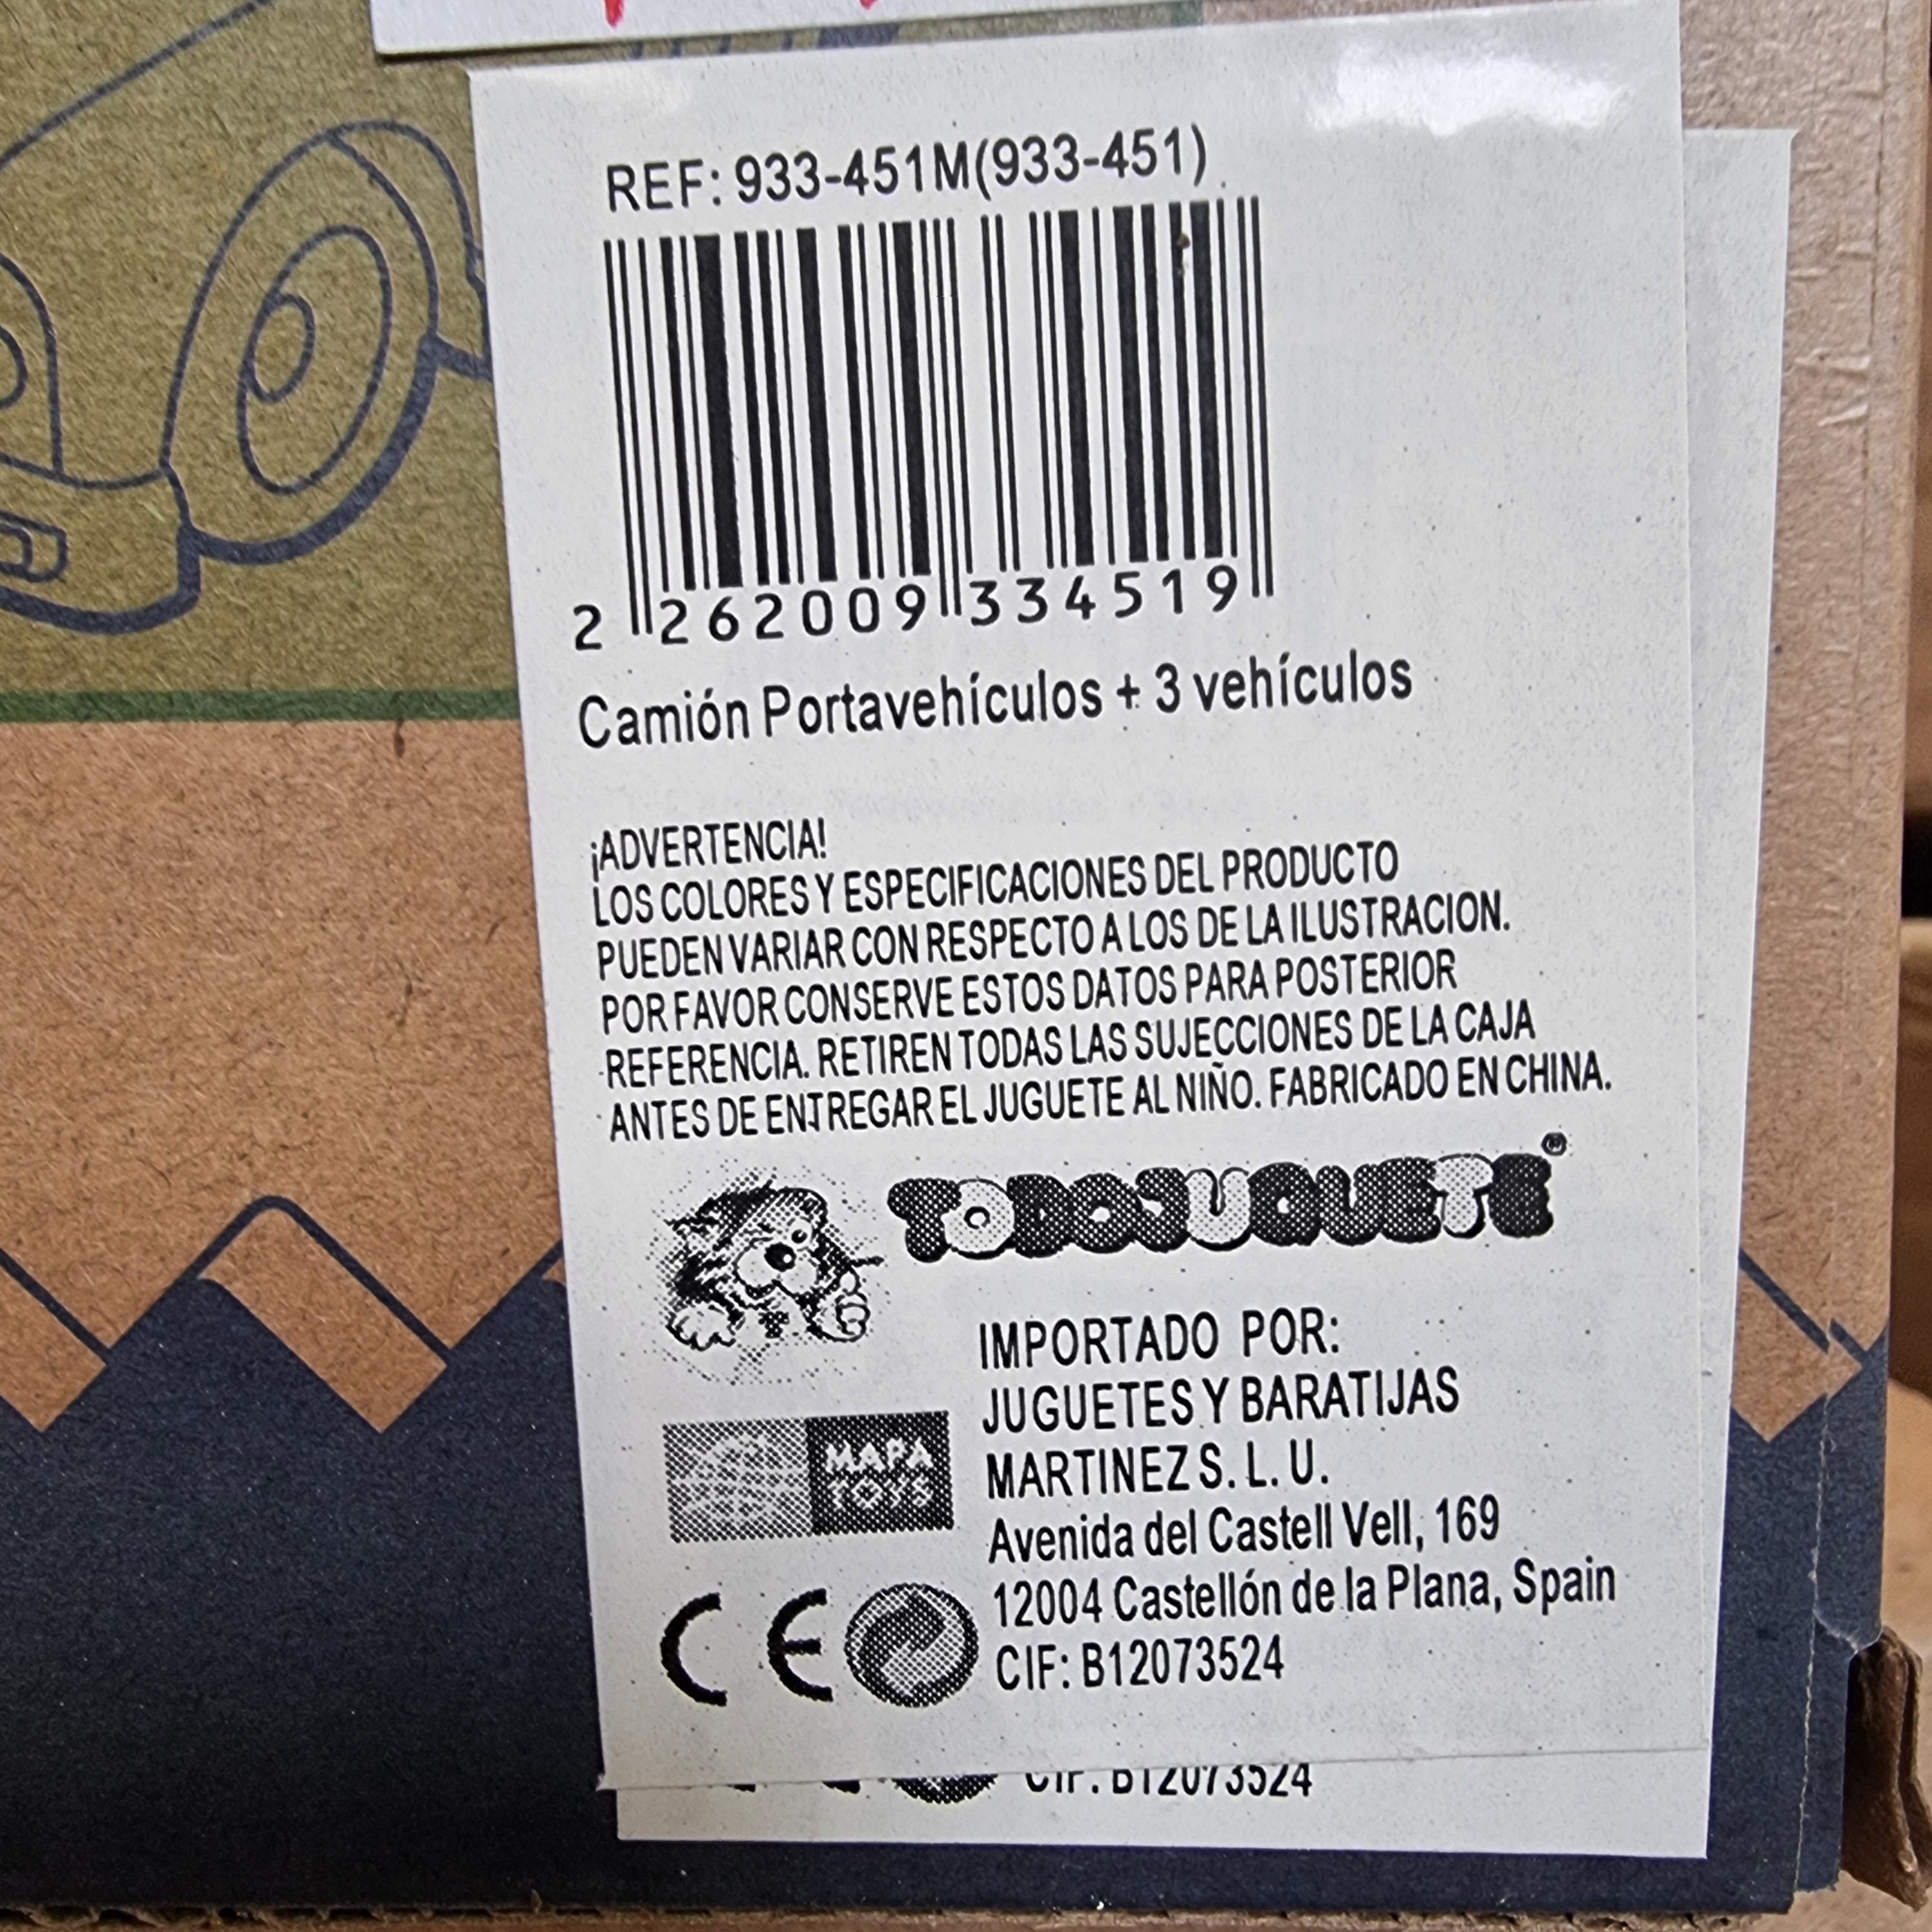 REF: 933-451M(933-451)
2 262009 334519
Camión Portavehículos + 3 vehículos
¡ADVERTENCIA!
LOS COLORES Y ESPECIFICACIONES DEL PRODUCTO
PUEDEN VARIAR CON RESPECTO A LOS DE LA ILUSTRACION.
POR FAVOR CONSERVE ESTOS DATOS PARA POSTERIOR
REFERENCIA. RETIREN TODAS LAS SUJECCIONES DE LA CAJA
ANTES DE ENTREGAR EL JUGUETE AL NIÑO. FABRICADO EN CHINA.
TODOJUGUETE®
IMPORTADO POR:
JUGUETES Y BARATIJAS
MARTINEZ S. L. U.
Avenida del Castell Vell, 169
12004 Castellón de la Plana, Spain
CIF: B12073524
MAPA
TOYS
CE
CIF: B12073524